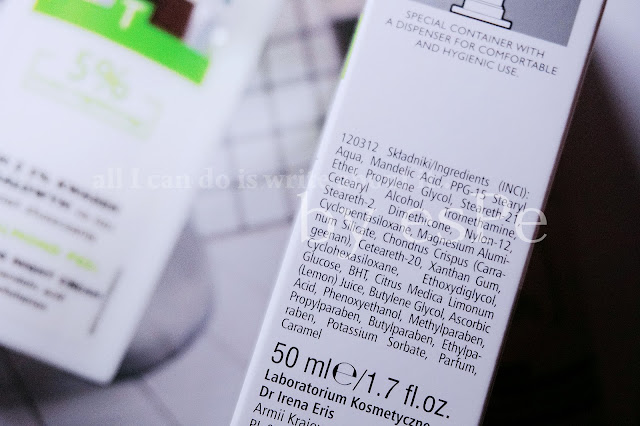 T
5%
SPECIAL CONTAINER WITH
A DISPENSER FOR COMFORTABLE
AND HYGIENIC USE.
120312 Składniki/Ingredients (INCI):
Aqua, Mandelic Acid, PPG-15 Stearyl
Ether, Propylene Glycol, Steareth-21,
Cetearyl Alcohol, Tromethamine,
Steareth-2, Dimethicone, Nylon-12,
Cyclopentasiloxane, Magnesium Alumi-
num Silicate, Chondrus Crispus (Carra-
geenan), Ceteareth-20, Xanthan Gum,
Cyclohexasiloxane, Ethoxydiglycol,
Glucose, BHT, Citrus Medica Limonum
(Lemon) Juice, Butylene Glycol, Ascorbic
Acid, Phenoxyethanol, Methylparaben,
Propylparaben, Butylparaben, Ethylpa-
raben, Potassium Sorbate, Parfum,
Caramel
50 ml℮/1.7 fl.oz.
Laboratorium Kosmetyczne
Dr Irena Eris
Armii Krajo
all I can do is write
by esPe